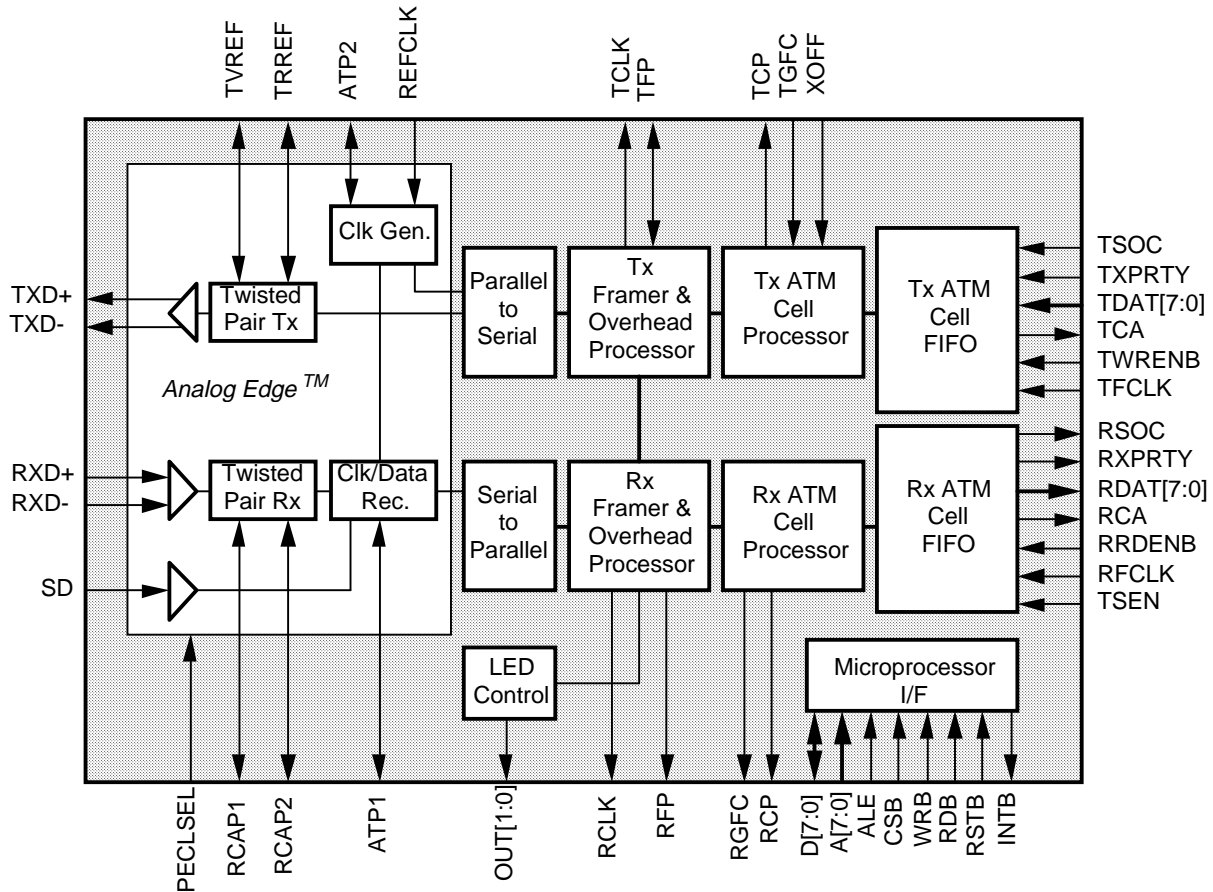 TVREF
TRREF
ATP2
REFCLK
TCLK
TFP
TCP
TGFC
XOFF
Clk Gen.
TXD+
TXD-
Twisted
Pair Tx
Parallel
to
Serial
Tx
Framer &
Overhead
Processor
Tx ATM
Cell
Processor
Tx ATM
Cell
FIFO
TSOC
TXPRTY
TDAT[7:0]
TCA
TWRENB
TFCLK
Analog Edge TM
RXD+
RXD-
SD
Twisted
Pair Rx
Clk/Data
Rec.
Serial
to
Parallel
Rx
Framer &
Overhead
Processor
Rx ATM
Cell
Processor
Rx ATM
Cell
FIFO
RSOC
RXPRTY
RDAT[7:0]
RCA
RRDENB
RFCLK
TSEN
LED
Control
Microprocessor
I/F
PECLSEL
RCAP1
RCAP2
ATP1
OUT[1:0]
RCLK
RFP
RGFC
RCP
D[7:0]
A[7:0]
ALE
CSB
WRB
RDB
RSTB
INTB